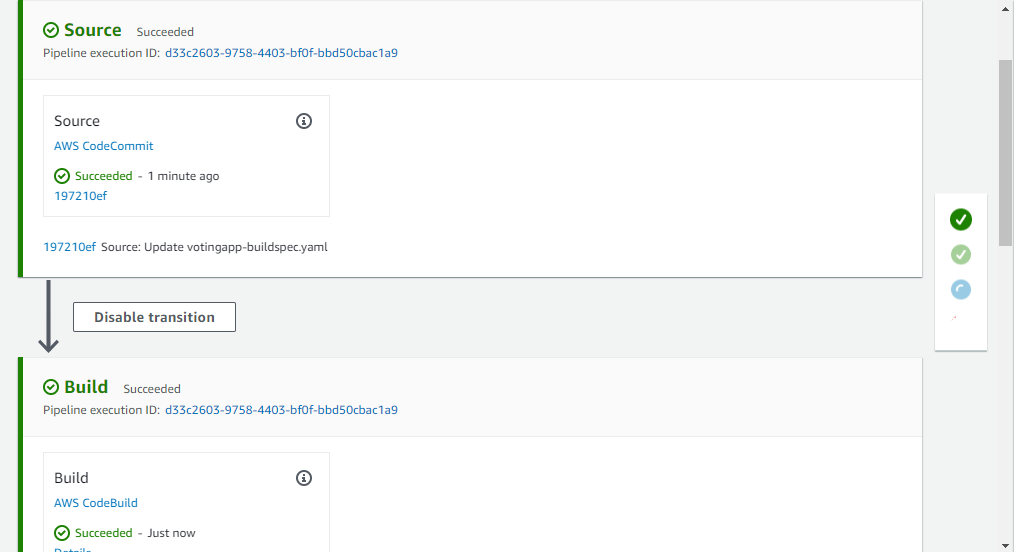 Source Succeeded
Pipeline execution ID: d33c2603-9758-4403-bf0f-bbd50cbac1a9
Source
AWS CodeCommit
Succeeded - 1 minute ago
197210ef
197210ef Source: Update votingapp-buildspec.yaml
Disable transition
Build Succeeded
Pipeline execution ID: d33c2603-9758-4403-bf0f-bbd50cbac1a9
Build
AWS CodeBuild
Succeeded - Just now
Details